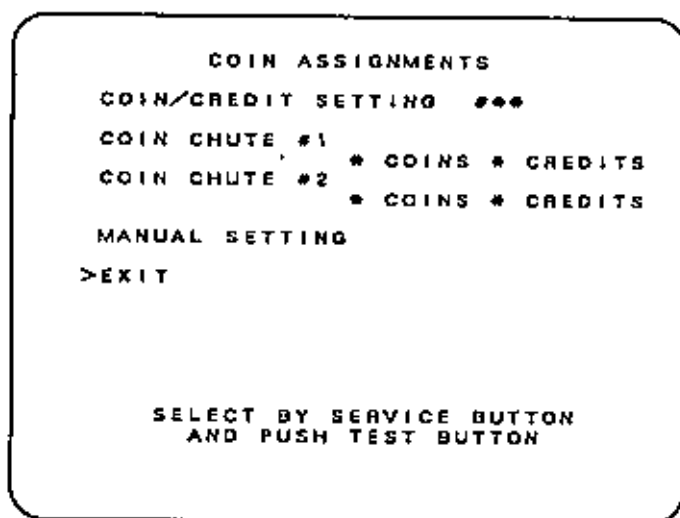 COIN ASSIGNMENTS
COIN/CREDIT SETTING ***
COIN CHUTE #1
* COINS * CREDITS
COIN CHUTE #2
* COINS * CREDITS
MANUAL SETTING
>EXIT
SELECT BY SERVICE BUTTON
AND PUSH TEST BUTTON